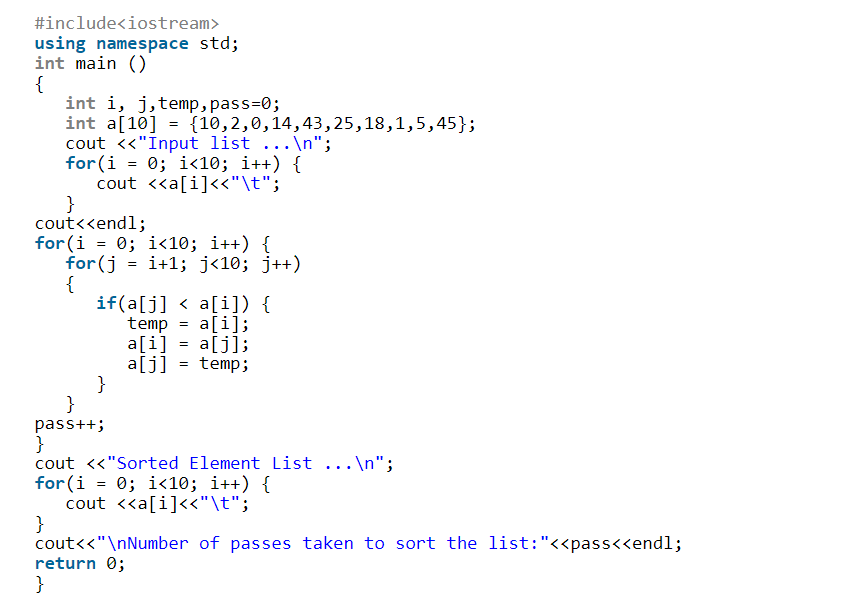 #include<iostream>
using namespace std;
int main ()
{
   int i, j,temp,pass=0;
   int a[10] = {10,2,0,14,43,25,18,1,5,45};
   cout <<"Input list ...\n";
   for(i = 0; i<10; i++) {
      cout <<a[i]<<"\t";
   }
cout<<endl;
for(i = 0; i<10; i++) {
   for(j = i+1; j<10; j++)
   {
      if(a[j] < a[i]) {
         temp = a[i];
         a[i] = a[j];
         a[j] = temp;
      }
   }
pass++;
}
cout <<"Sorted Element List ...\n";
for(i = 0; i<10; i++) {
   cout <<a[i]<<"\t";
}
cout<<"\nNumber of passes taken to sort the list:"<<pass<<endl;
return 0;
}